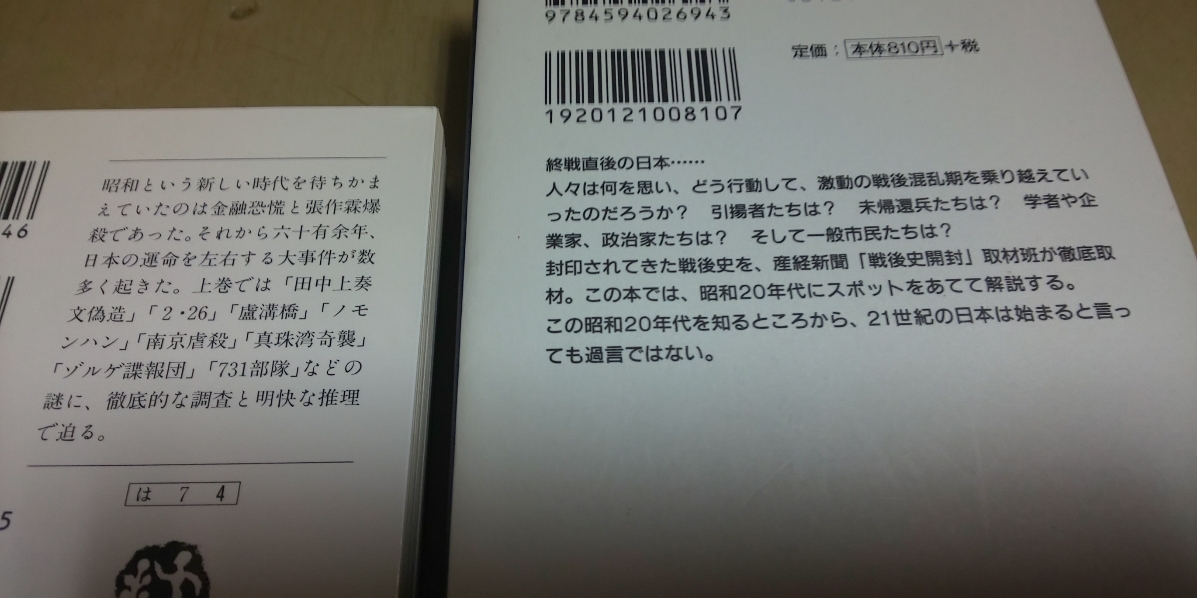 46
昭和という新しい時代を待ちかま
えていたのは金融恐慌と張作霖爆
殺であった。それから六十有余年、
日本の運命を左右する大事件が数
多く起きた。上巻では「田中上奏
文偽造」「2・26」「盧溝橋」「ノモ
ンハン」「南京虐殺」「真珠湾奇襲」
「ゾルゲ諜報団」「731部隊」などの
謎に、徹底的な調査と明快な推理
で迫る。
は 7 4
5
9784594026943
定価：本体810円+税
1920121008107
終戦直後の日本……
人々は何を思い、どう行動して、激動の戦後混乱期を乗り越えてい
ったのだろうか？ 引揚者たちは？ 未帰還兵たちは？ 学者や企
業家、政治家たちは？ そして一般市民たちは？
封印されてきた戦後史を、産経新聞「戦後史開封」取材班が徹底取
材。この本では、昭和20年代にスポットをあてて解説する。
この昭和20年代を知るところから、21世紀の日本は始まると言っ
ても過言ではない。